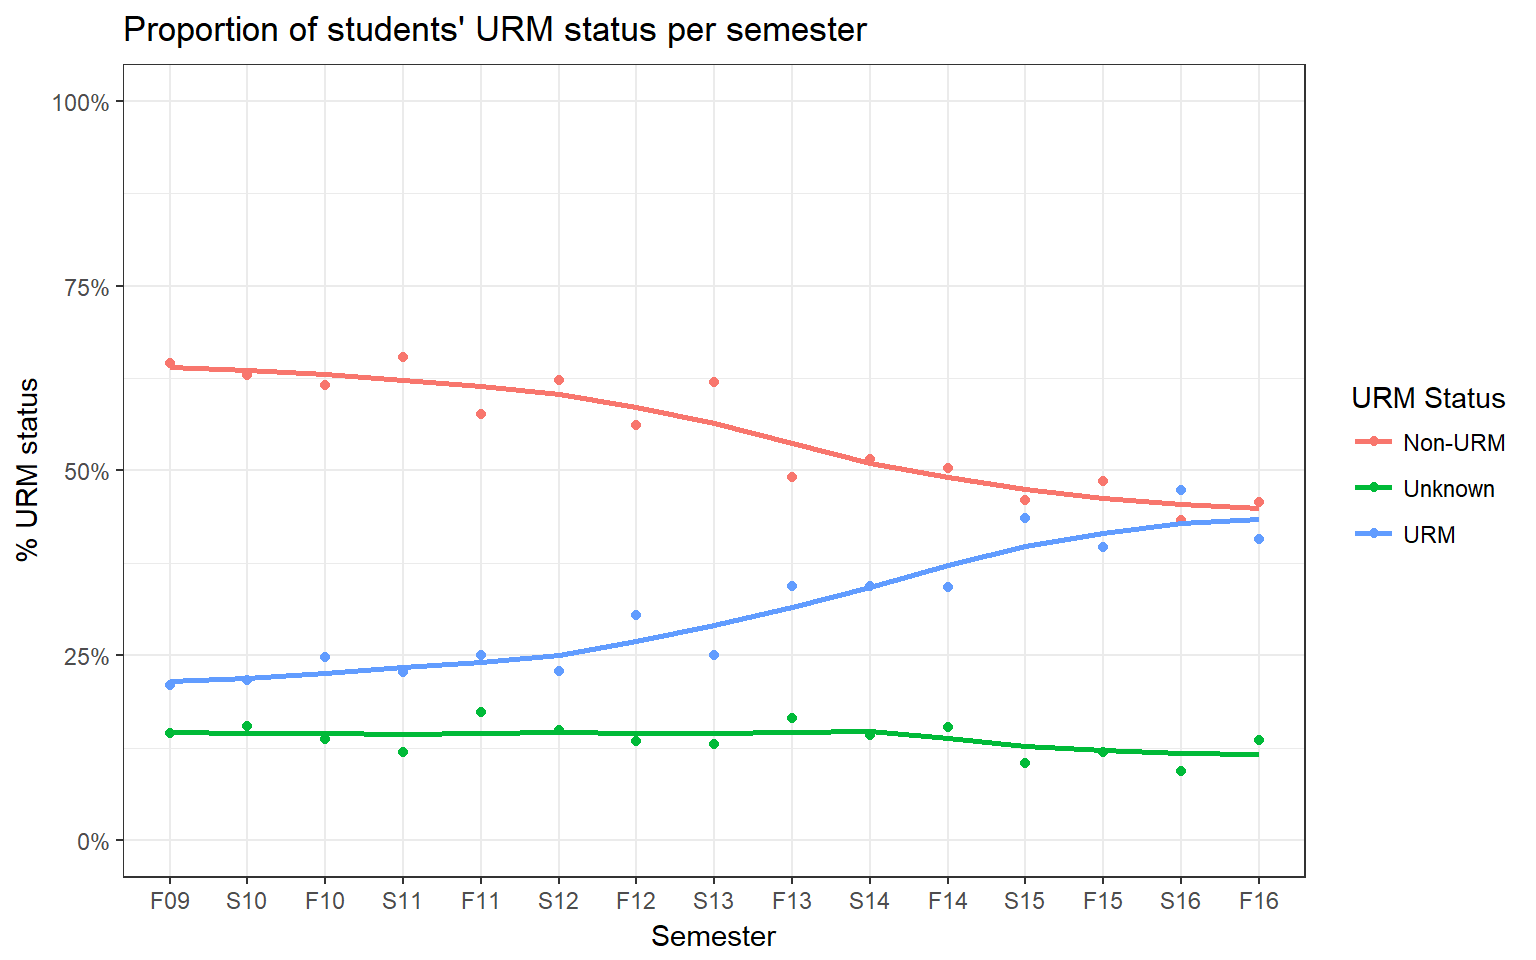 Proportion of students' URM status per semester
% URM status
100%
75%
50%
25%
0%
F09 S10 F10 S11 F11 S12 F12 S13 F13 S14 F14 S15 F15 S16 F16
Semester
URM Status
Non-URM
Unknown
URM